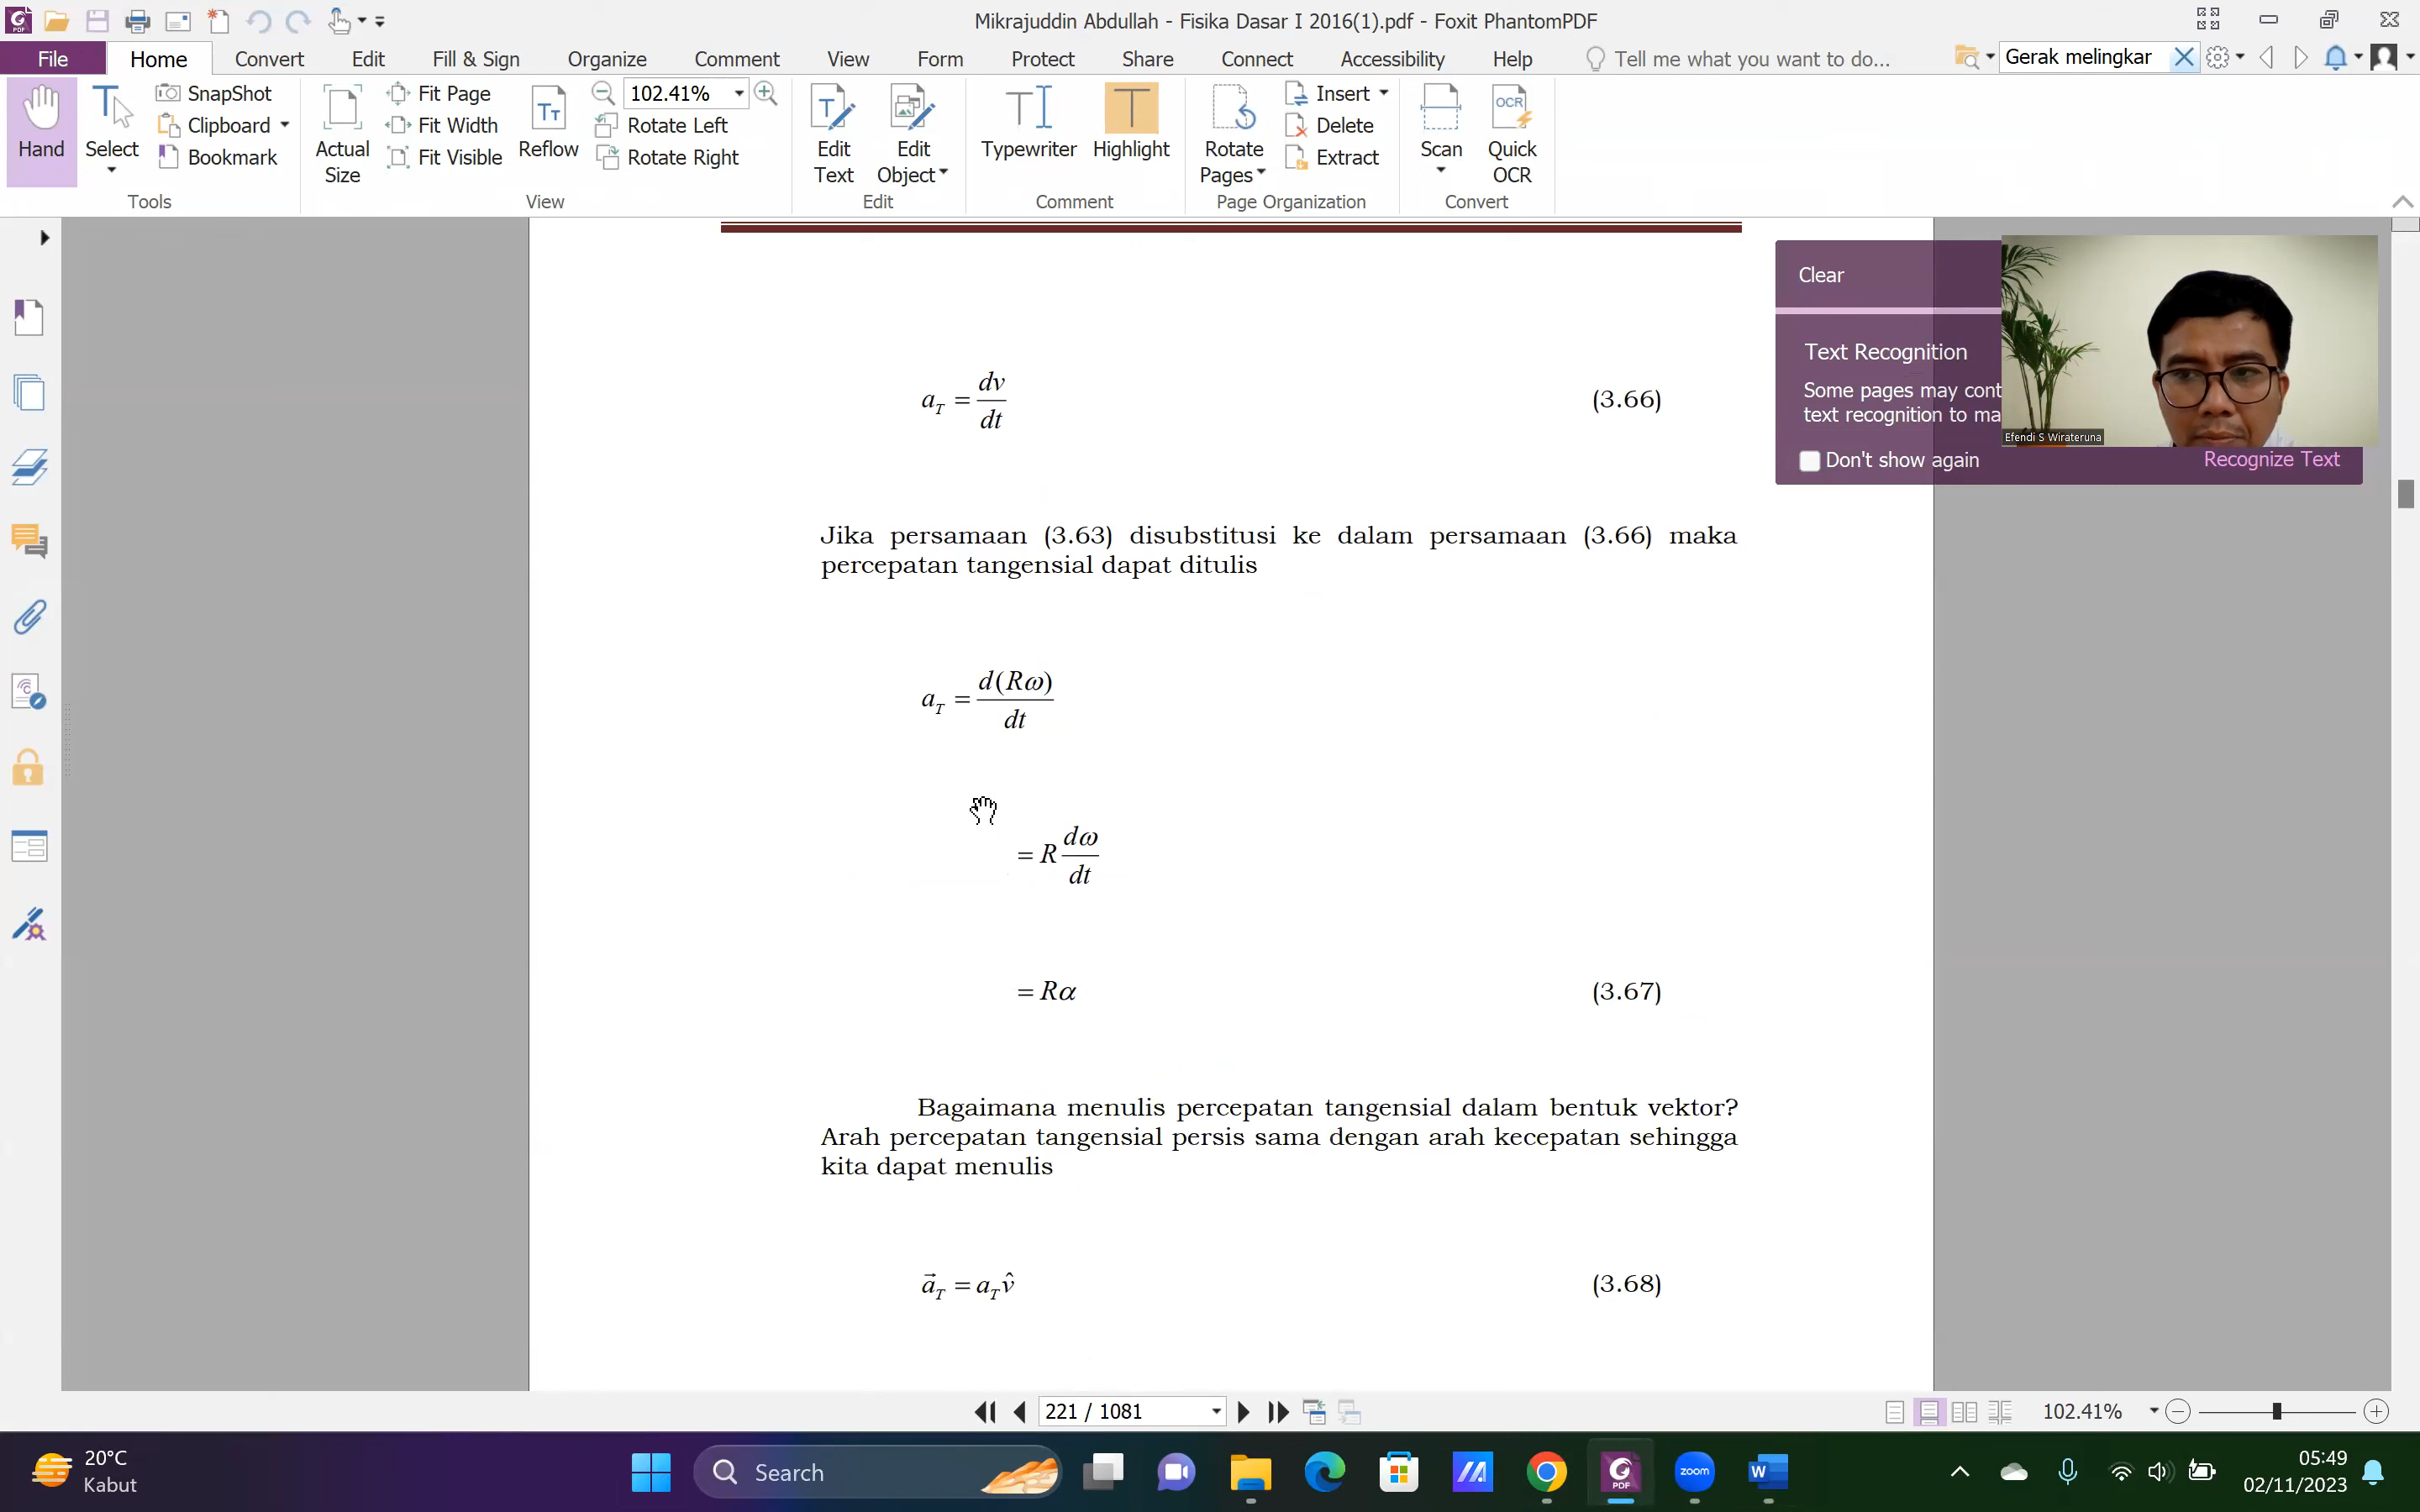 Mikrajuddin Abdullah - Fisika Dasar I 2016(1).pdf - Foxit PhantomPDF
File Home Convert Edit Fill & Sign Organize Comment View Form Protect Share Connect Accessibility Help Tell me what you want to do... Gerak melingkar
Hand
Select
SnapShot
Clipboard
Bookmark
Tools
Actual Size
Fit Page
Fit Width
Fit Visible
Reflow
102.41%
Rotate Left
Rotate Right
View
Edit Text
Edit Object
Edit
Typewriter
Highlight
Comment
Rotate Pages
Insert
Delete
Extract
Page Organization
Scan
Quick OCR
Convert
Clear
Text Recognition
Some pages may cont
text recognition to ma
Don't show again
Recognize Text
Efendi S Wirateruna
a_T = dv/dt (3.66)
Jika persamaan (3.63) disubstitusi ke dalam persamaan (3.66) maka
percepatan tangensial dapat ditulis
a_T = d(Rω)/dt
= R dω/dt
= Rα (3.67)
Bagaimana menulis percepatan tangensial dalam bentuk vektor?
Arah percepatan tangensial persis sama dengan arah kecepatan sehingga
kita dapat menulis
a⃗_T = a_T v̂ (3.68)
221 / 1081
102.41%
20°C
Kabut
Search
zoom
05:49
02/11/2023